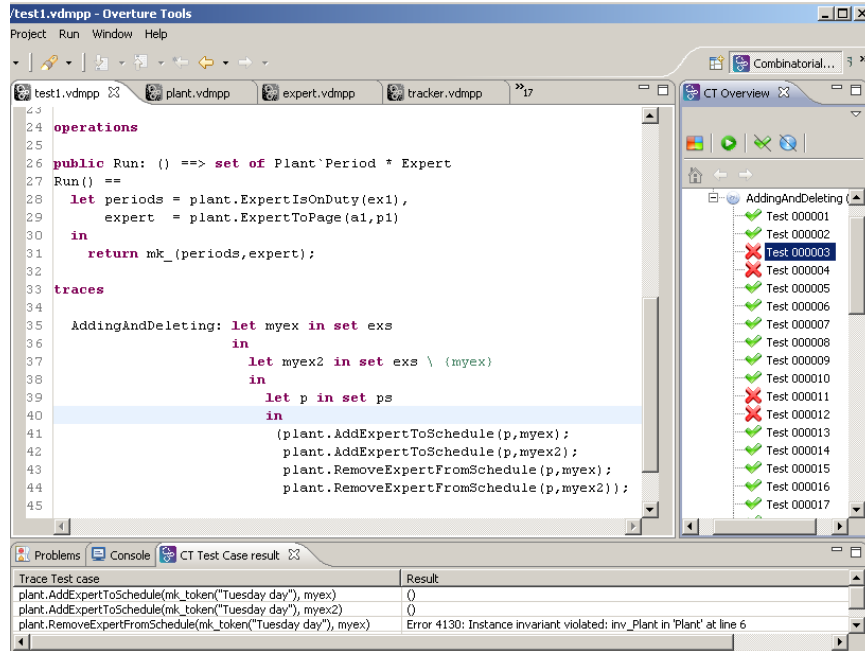 /test1.vdmpp - Overture Tools
Project Run Window Help
Combinatorial...
test1.vdmpp
plant.vdmpp
expert.vdmpp
tracker.vdmpp
»17
CT Overview
23
24 operations
25
26 public Run: () ==> set of Plant`Period * Expert
27 Run() ==
28 let periods = plant.ExpertIsOnDuty(ex1),
29 expert = plant.ExpertToPage(a1,p1)
30 in
31 return mk_(periods,expert);
32
33 traces
34
35 AddingAndDeleting: let myex in set exs
36 in
37 let myex2 in set exs \ {myex}
38 in
39 let p in set ps
40 in
41 (plant.AddExpertToSchedule(p,myex);
42 plant.AddExpertToSchedule(p,myex2);
43 plant.RemoveExpertFromSchedule(p,myex);
44 plant.RemoveExpertFromSchedule(p,myex2));
45
AddingAndDeleting (
Test 000001
Test 000002
Test 000003
Test 000004
Test 000005
Test 000006
Test 000007
Test 000008
Test 000009
Test 000010
Test 000011
Test 000012
Test 000013
Test 000014
Test 000015
Test 000016
Test 000017
Problems
Console
CT Test Case result
Trace Test case Result
plant.AddExpertToSchedule(mk_token("Tuesday day"), myex) ()
plant.AddExpertToSchedule(mk_token("Tuesday day"), myex2) ()
plant.RemoveExpertFromSchedule(mk_token("Tuesday day"), myex) Error 4130: Instance invariant violated: inv_Plant in 'Plant' at line 6